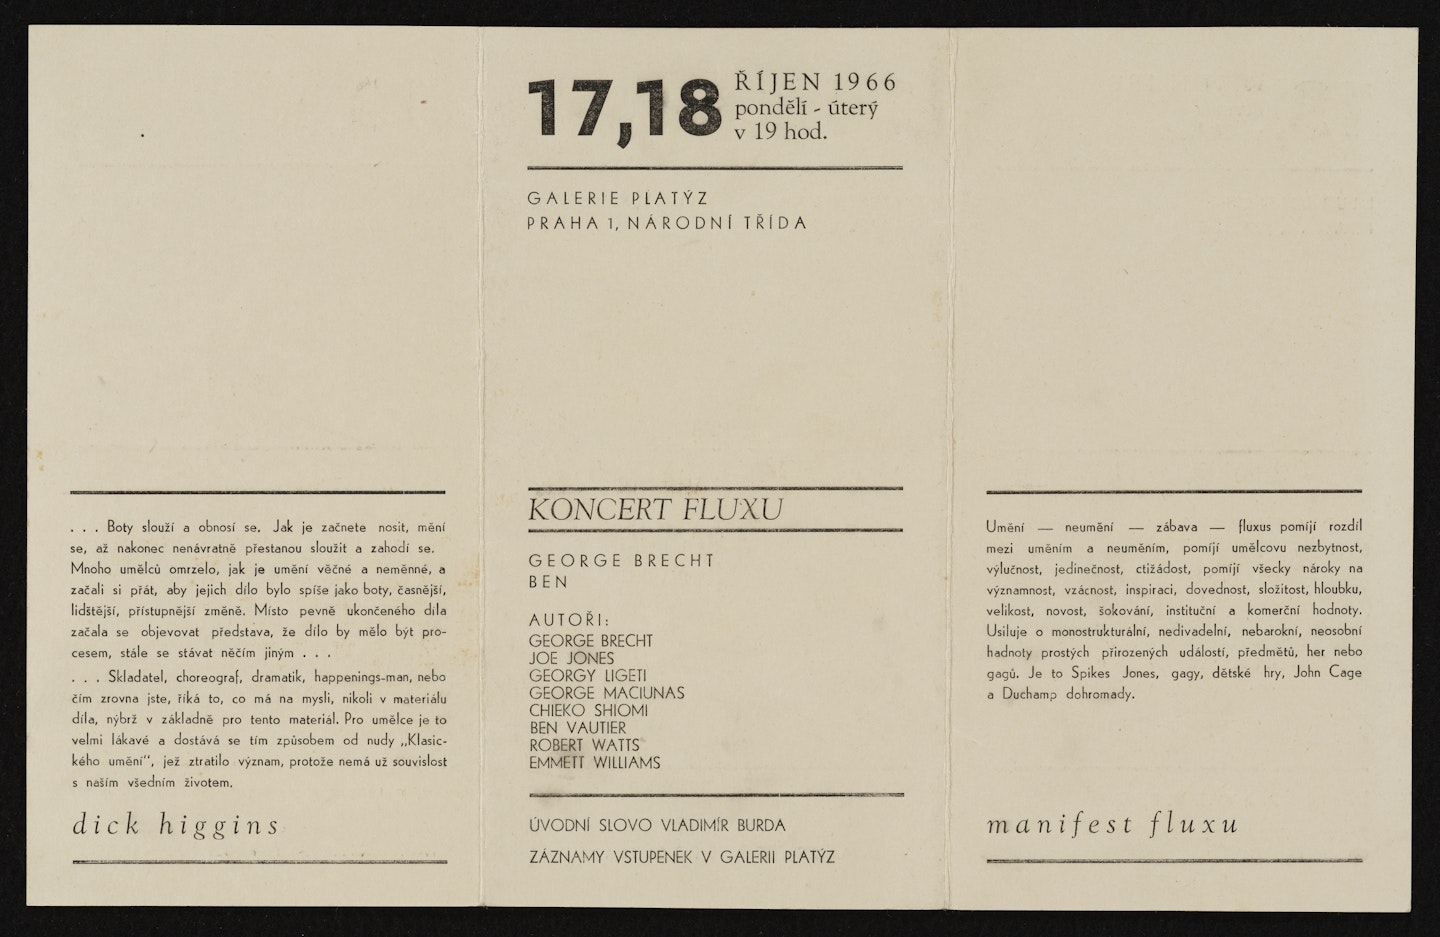 . . . Boty slouží a obnosí se. Jak je začnete nosit, mění
se, až nakonec nenávratně přestanou sloužit a zahodí se.
Mnoho umělců omrzelo, jak je umění věčné a neměnné, a
začali si přát, aby jejich dílo bylo spíše jako boty, časnější,
lidštější, přístupnější změně. Místo pevně ukončeného díla
začala se objevovat představa, že dílo by mělo být pro-
cesem, stále se stávat něčím jiným . . .
. . . Skladatel, choreograf, dramatik, happenings-man, nebo
čím zrovna jste, říká to, co má na mysli, nikoli v materiálu
díla, nýbrž v základně pro tento materiál. Pro umělce je to
velmi lákavé a dostává se tím způsobem od nudy „Klasic-
kého umění“, jež ztratilo význam, protože nemá už souvislost
s naším všedním životem.
dick higgins
17,18 ŘÍJEN 1966
pondělí - úterý
v 19 hod.
GALERIE PLATÝZ
PRAHA 1, NÁRODNÍ TŘÍDA
KONCERT FLUXU
GEORGE BRECHT
BEN
AUTOŘI:
GEORGE BRECHT
JOE JONES
GEORGY LIGETI
GEORGE MACIUNAS
CHIEKO SHIOMI
BEN VAUTIER
ROBERT WATTS
EMMETT WILLIAMS
ÚVODNÍ SLOVO VLADIMÍR BURDA
ZÁZNAMY VSTUPENEK V GALERII PLATÝZ
Umění — neumění — zábava — fluxus pomíjí rozdíl
mezi uměním a neuměním, pomíjí umělcovu nezbytnost,
výlučnost, jedinečnost, ctižádost, pomíjí všecky nároky na
významnost, vzácnost, inspiraci, dovednost, složitost, hloubku,
velikost, novost, šokování, instituční a komerční hodnoty.
Usiluje o monostrukturální, nedivadelní, nebarokní, neosobní
hadnoty prostých přirozených událostí, předmětů, her nebo
gagů. Je to Spikes Jones, gagy, dětské hry, John Cage
a Duchamp dohromady.
manifest fluxu